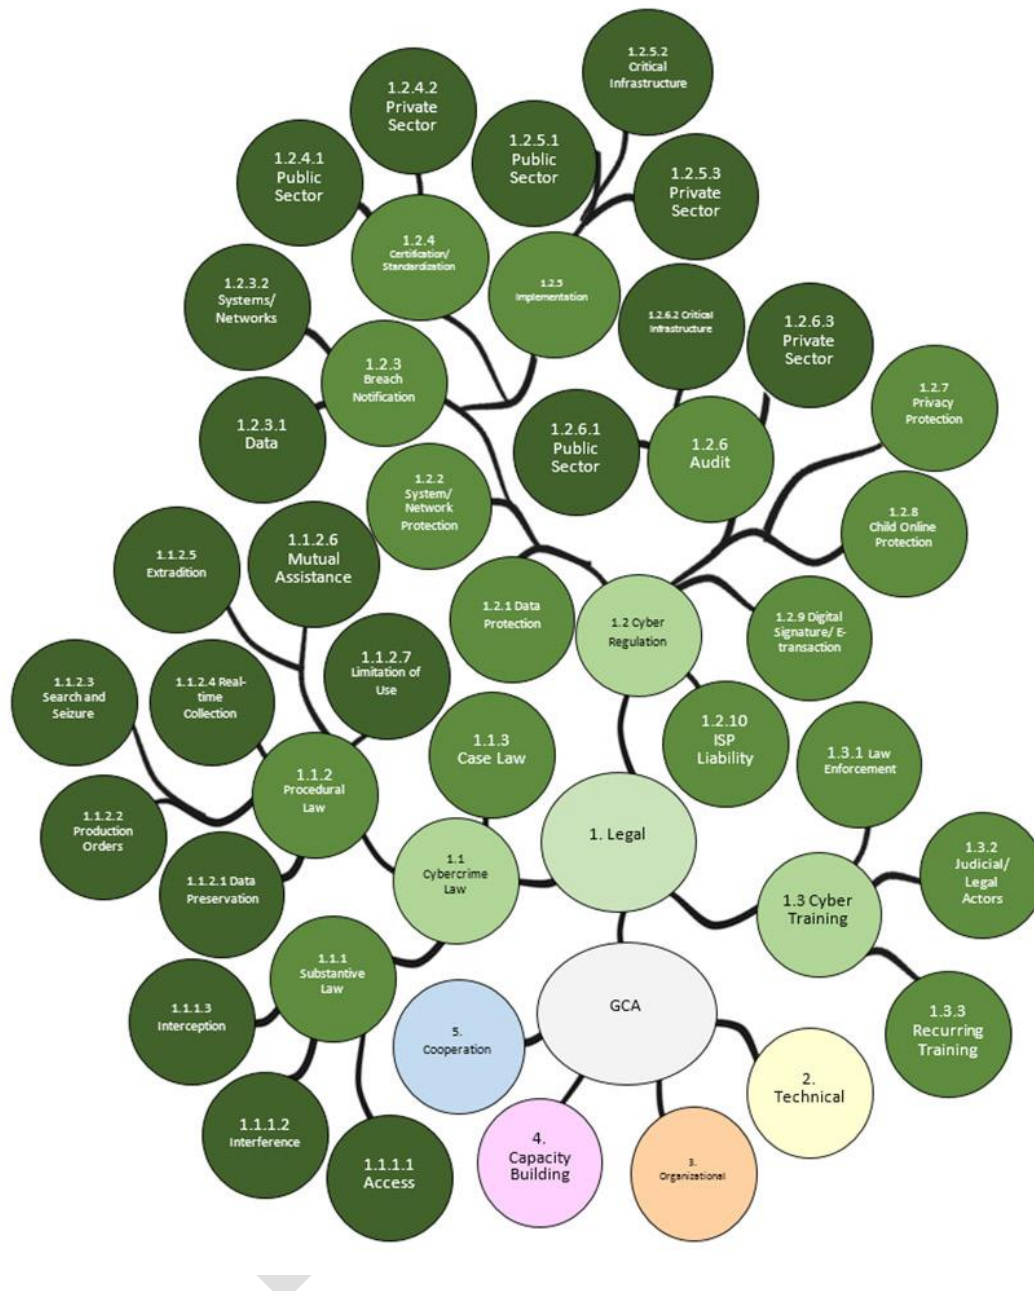 1.2.5.2
Critical
Infrastructure
1.2.4.2
Private
Sector
1.2.5.1
Public
Sector
1.2.4.1
Public
Sector
1.2.5.3
Private
Sector
1.2.4
Certification/
Standardization
1.2.5
Implementation
1.2.3.2
Systems/
Networks
1.2.6.2 Critical
Infrastructure
1.2.6.3
Private
Sector
1.2.3
Breach
Notification
1.2.7
Privacy
Protection
1.2.3.1
Data
1.2.6.1
Public
Sector
1.2.6
Audit
1.2.2
System/
Network
Protection
1.2.8
Child Online
Protection
1.1.2.5
Extradition
1.1.2.6
Mutual
Assistance
1.2.1 Data
Protection
1.2 Cyber
Regulation
1.2.9 Digital
Signature/ E-
transaction
1.1.2.3
Search and
Seizure
1.1.2.4 Real-
time
Collection
1.1.2.7
Limitation of
Use
1.1.3
Case Law
1.2.10
ISP
Liability
1.3.1 Law
Enforcement
1.1.2
Procedural
Law
1.1.2.2
Production
Orders
1. Legal
1.1.2.1 Data
Preservation
1.1
Cybercrime
Law
1.3.2
Judicial/
Legal
Actors
1.3 Cyber
Training
1.1.1
Substantive
Law
1.1.1.3
Interception
GCA
5.
Cooperation
1.3.3
Recurring
Training
2.
Technical
1.1.1.2
Interference
1.1.1.1
Access
4.
Capacity
Building
3.
Organizational